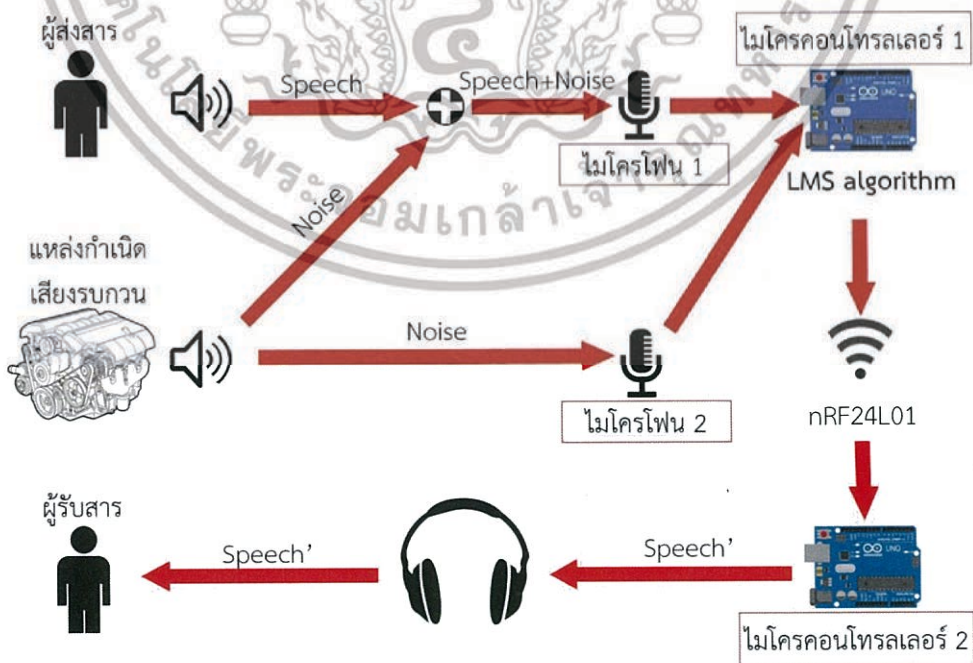 ผู้ส่งสาร
ไมโครคอนโทรลเลอร์ 1
Speech
Speech+Noise
ไมโครโฟน 1
LMS algorithm
Noise
แหล่งกำเนิด
เสียงรบกวน
Noise
ไมโครโฟน 2
nRF24L01
ผู้รับสาร
Speech'
Speech'
ไมโครคอนโทรลเลอร์ 2